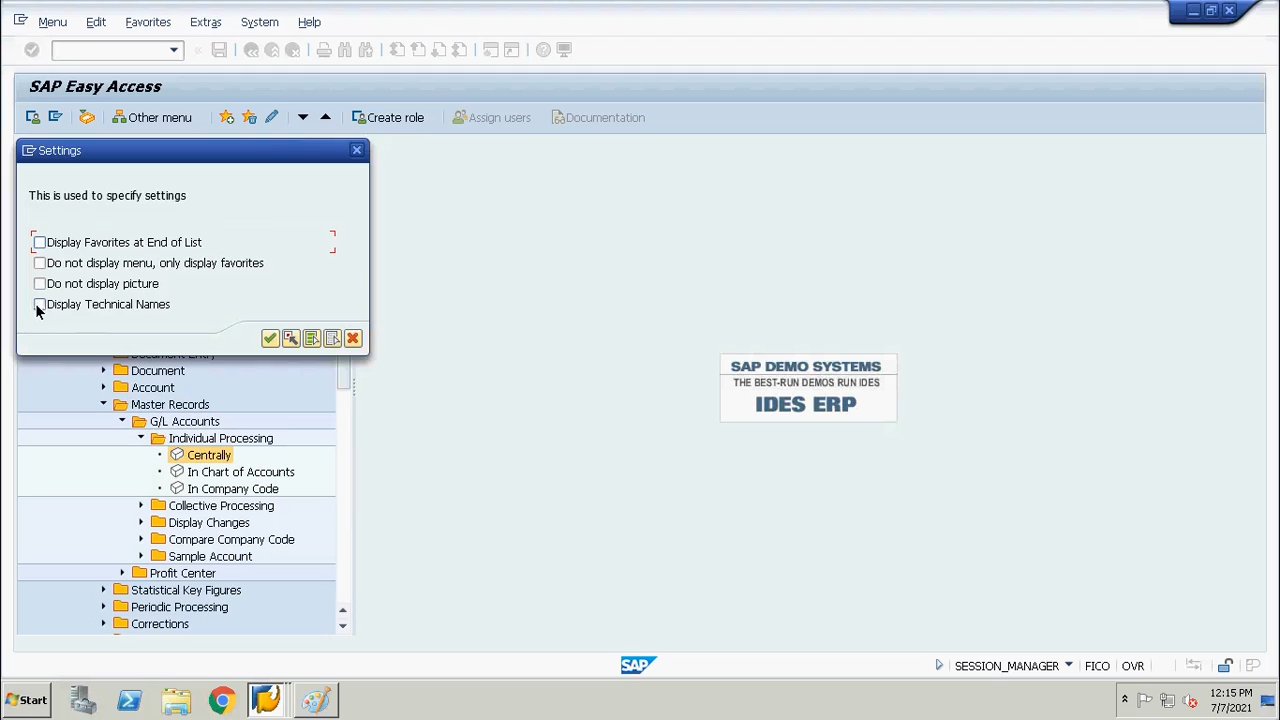 Menu Edit Favorites Extras System Help
SAP Easy Access
Other menu Create role Assign users Documentation
Settings
This is used to specify settings
Display Favorites at End of List
Do not display menu, only display favorites
Do not display picture
Display Technical Names
Document Entry
Document
Account
Master Records
G/L Accounts
Individual Processing
Centrally
In Chart of Accounts
In Company Code
Collective Processing
Display Changes
Compare Company Code
Sample Account
Profit Center
Statistical Key Figures
Periodic Processing
Corrections
SAP DEMO SYSTEMS
THE BEST-RUN DEMOS RUN IDES
IDES ERP
SAP
SESSION_MANAGER FICO OVR
Start
12:15 PM
7/7/2021